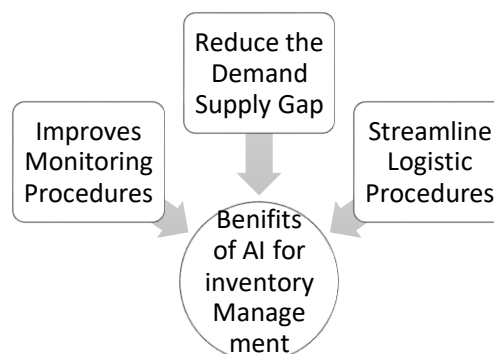 Reduce the
Demand
Supply Gap
Improves
Monitoring
Procedures
Streamline
Logistic
Procedures
Benifits
of AI for
inventory
Manage
ment